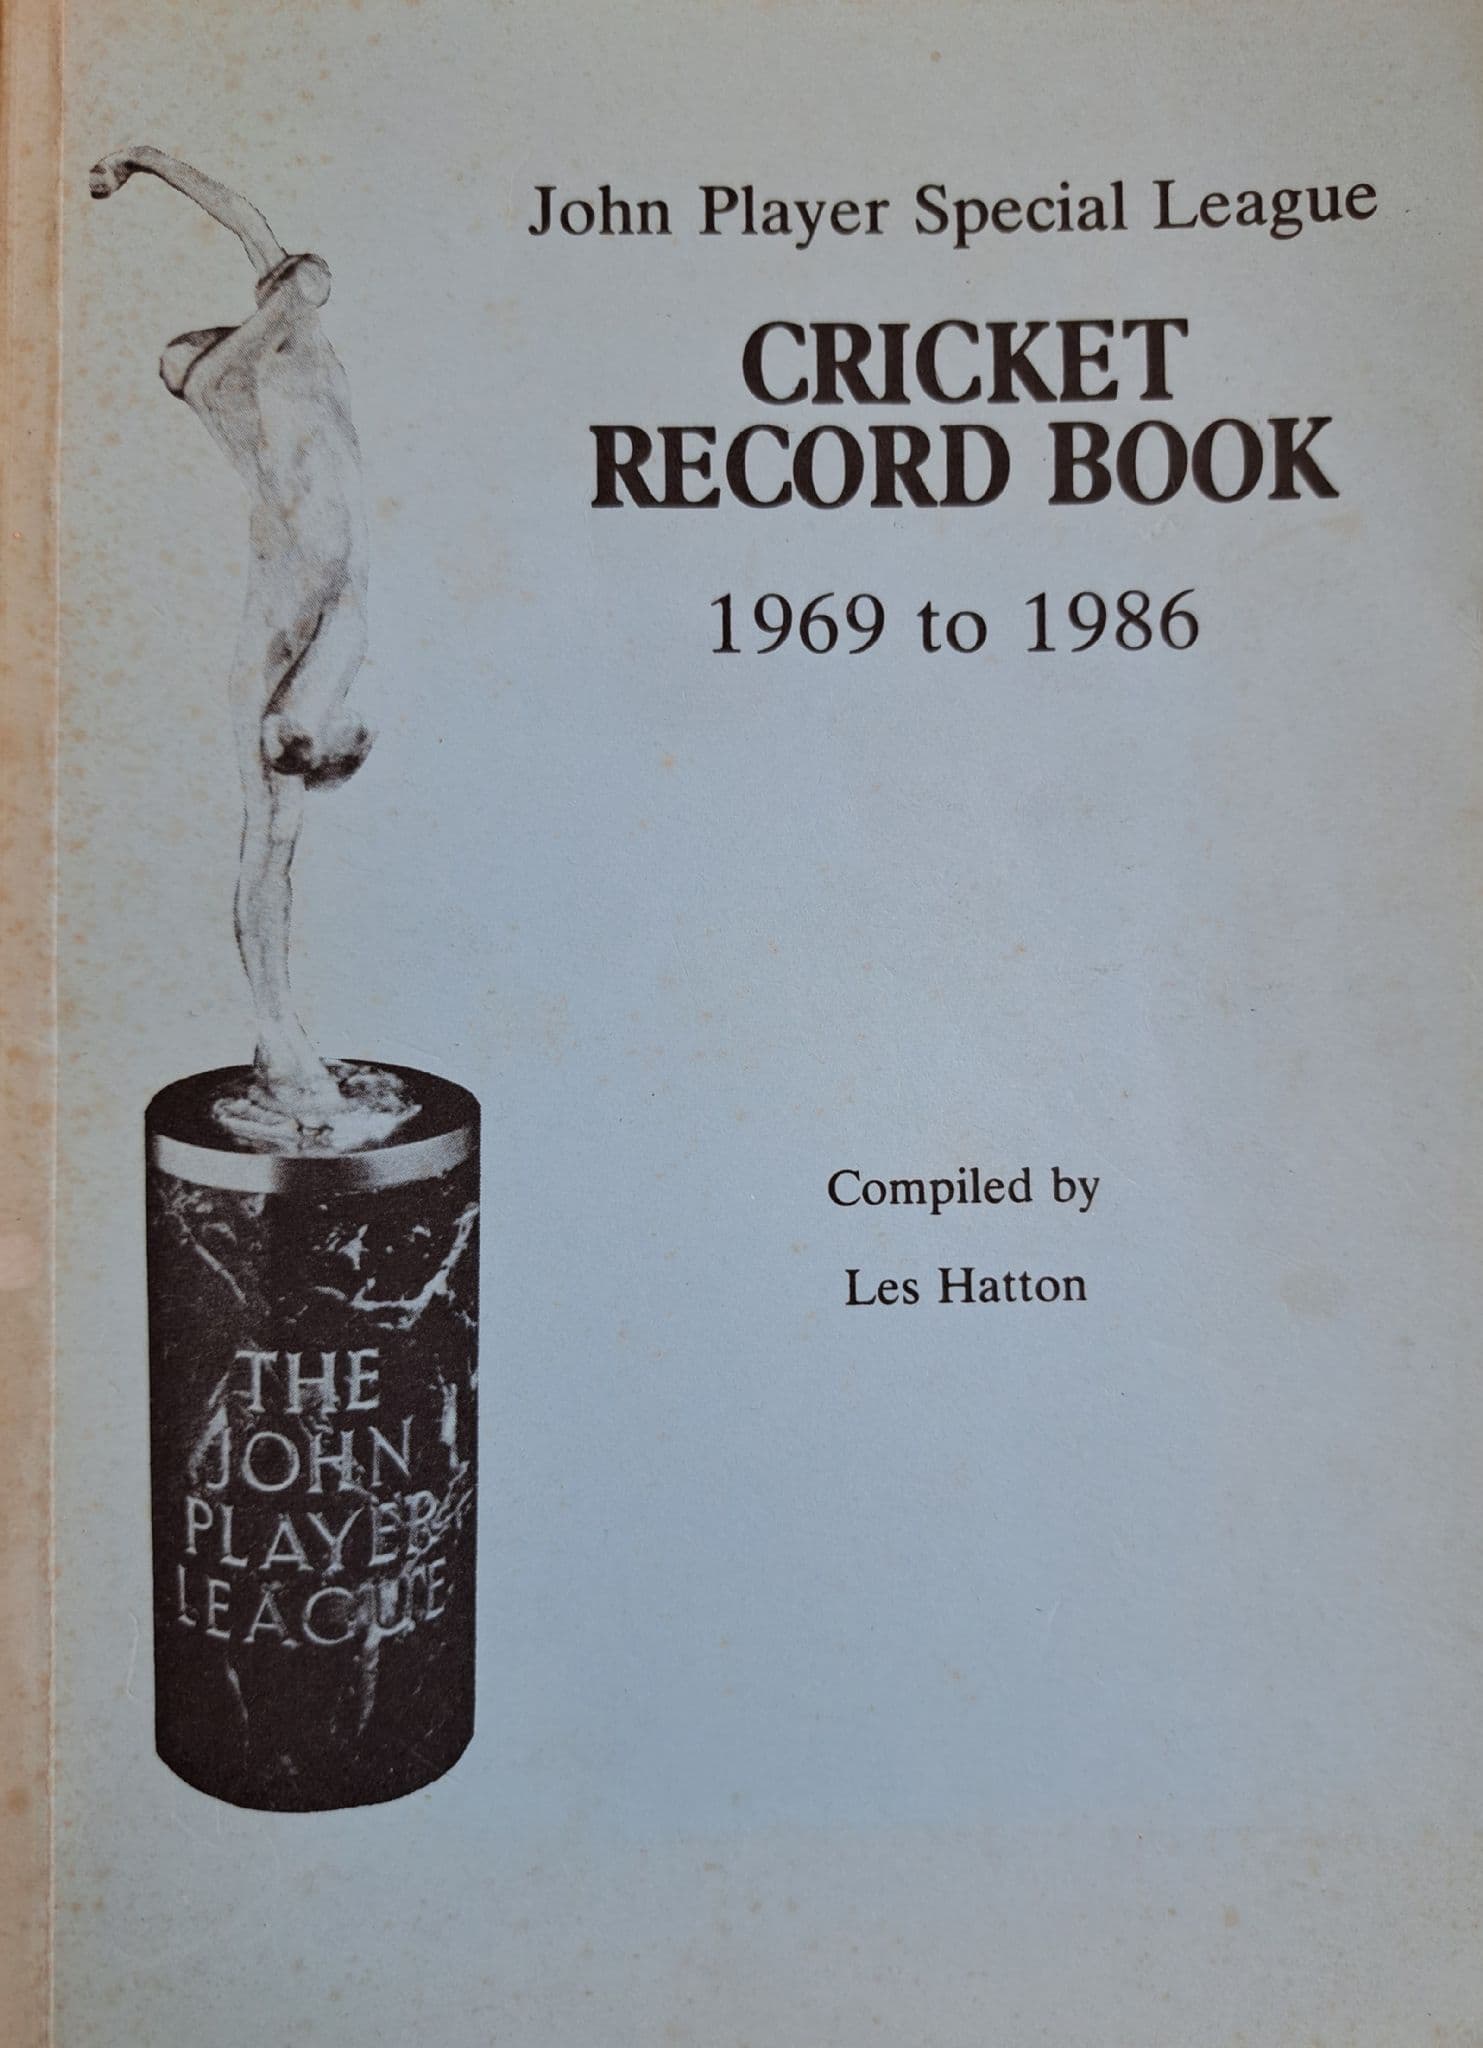 John Player Special League
CRICKET
RECORD BOOK
1969 to 1986
Compiled by
Les Hatton
THE
JOHN
PLAYER
LEAGUE